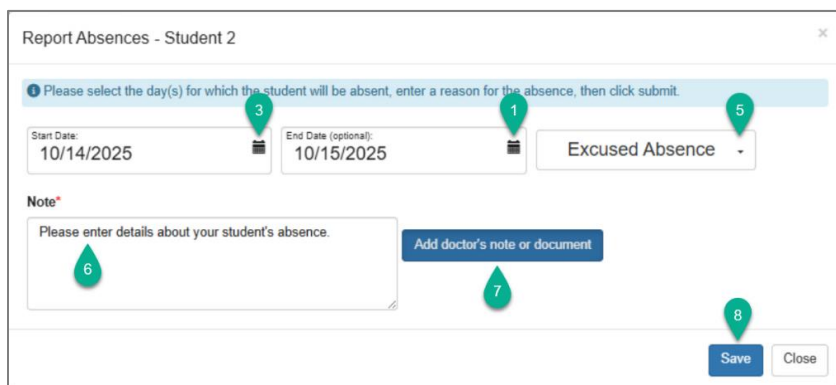 Report Absences - Student 2
×
Please select the day(s) for which the student will be absent, enter a reason for the absence, then click submit.
3
1
5
Start Date:
10/14/2025
End Date (optional):
10/15/2025
Excused Absence
Note*
Please enter details about your student's absence.
6
Add doctor's note or document
7
8
Save
Close